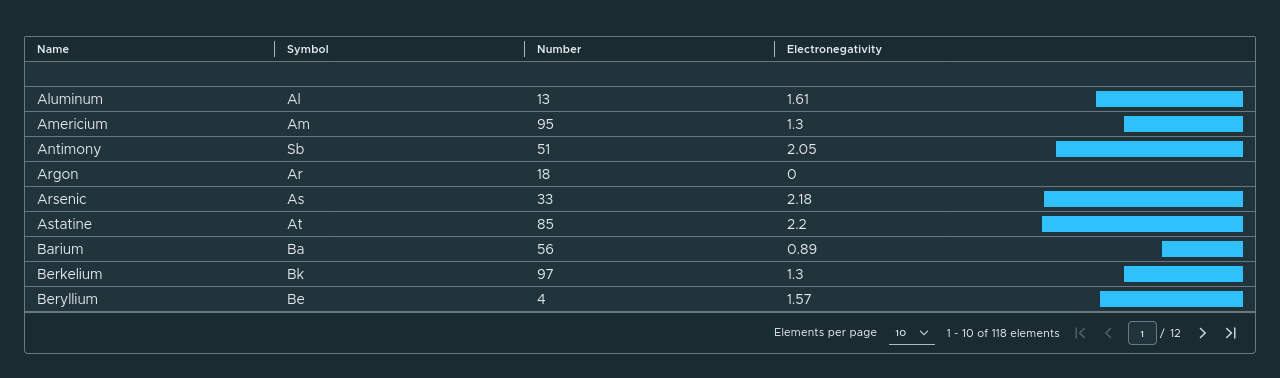 Name Symbol Number Electronegativity
Aluminum Al 13 1.61
Americium Am 95 1.3
Antimony Sb 51 2.05
Argon Ar 18 0
Arsenic As 33 2.18
Astatine At 85 2.2
Barium Ba 56 0.89
Berkelium Bk 97 1.3
Beryllium Be 4 1.57
Elements per page 10 1 - 10 of 118 elements 1 / 12